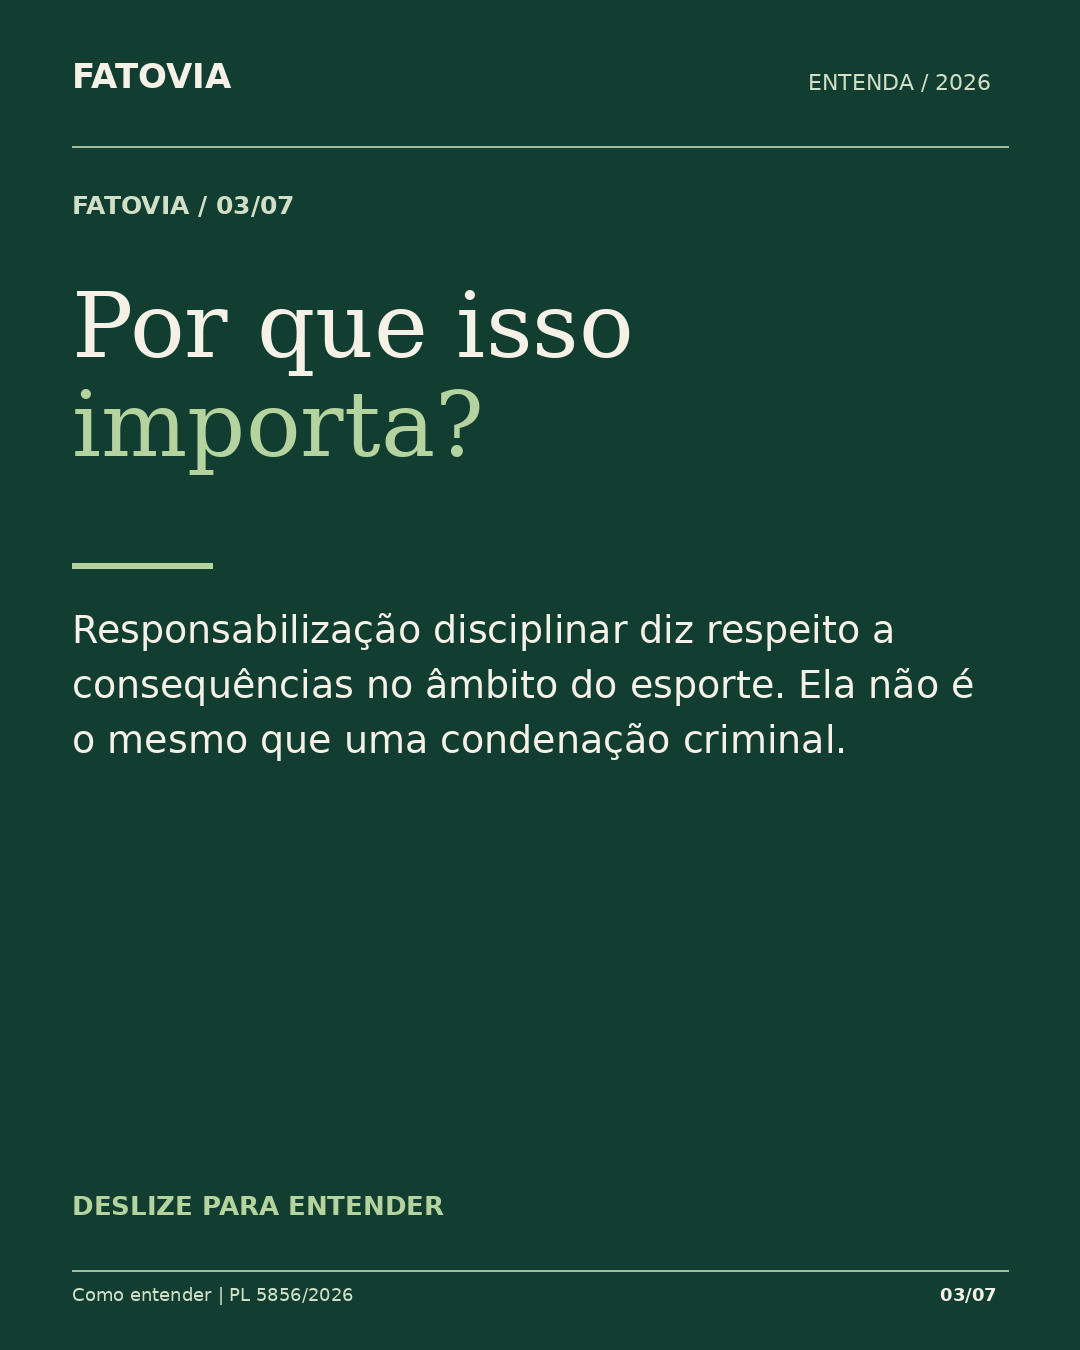 FATOVIA
ENTENDA / 2026
FATOVIA / 03/07
Por que isso
importa?
Responsabilização disciplinar diz respeito a
consequências no âmbito do esporte. Ela não é
o mesmo que uma condenação criminal.
DESLIZE PARA ENTENDER
Como entender | PL 5856/2026
03/07